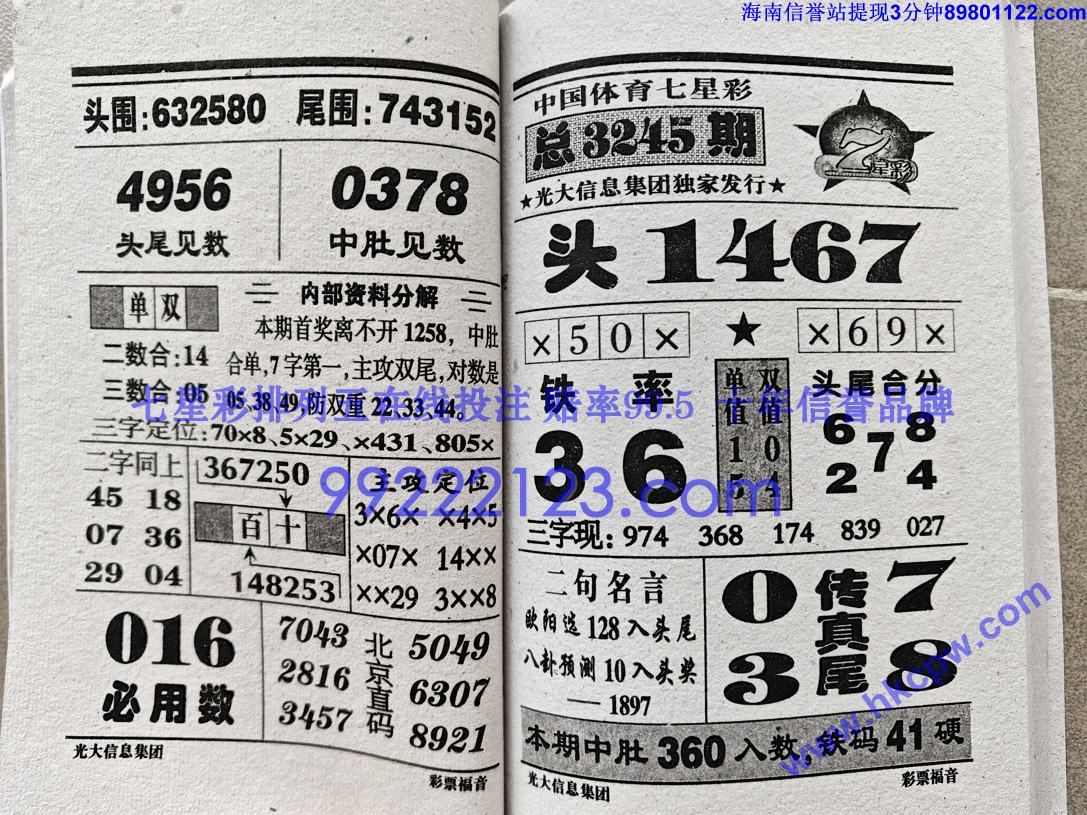 海南信誉站提现3分钟89801122.com
头围:632580 尾围:743152
4956
头尾见数
0378
中肚见数
单双
内部资料分解
本期首奖离不开1258,中肚
合单,7字第一,主攻双尾,对数是
05、38、49,防双重22、33、44。
二数合:14
三数合:05
三字定位:70×8、5×29、×431、805×
二字同上
45 18
07 36
29 04
367250
百十
148253
主攻定位
3×6× ×4×5
×07× 14××
××29 3××8
016
必用数
7043
2816
3457
北京直码
5049
6307
8921
光大信息集团
彩票福音
中国体育七星彩
总3245期
★光大信息集团独家发行★
7星彩
头1467
×50× ★ ×69×
铁率
36
单值15
双值04
头尾合分
6 8
7
2 4
三字现: 974 368 174 839 027
二句名言
欧阳选128入头尾
八卦预测10入头奖
——1897
0 7
传真尾
3 8
本期中肚360入数,铁码41硬
光大信息集团
彩票福音
七星彩排列五在线投注 赔率99.5 十年信誉品牌
99222123.com
www.hkcpw.com